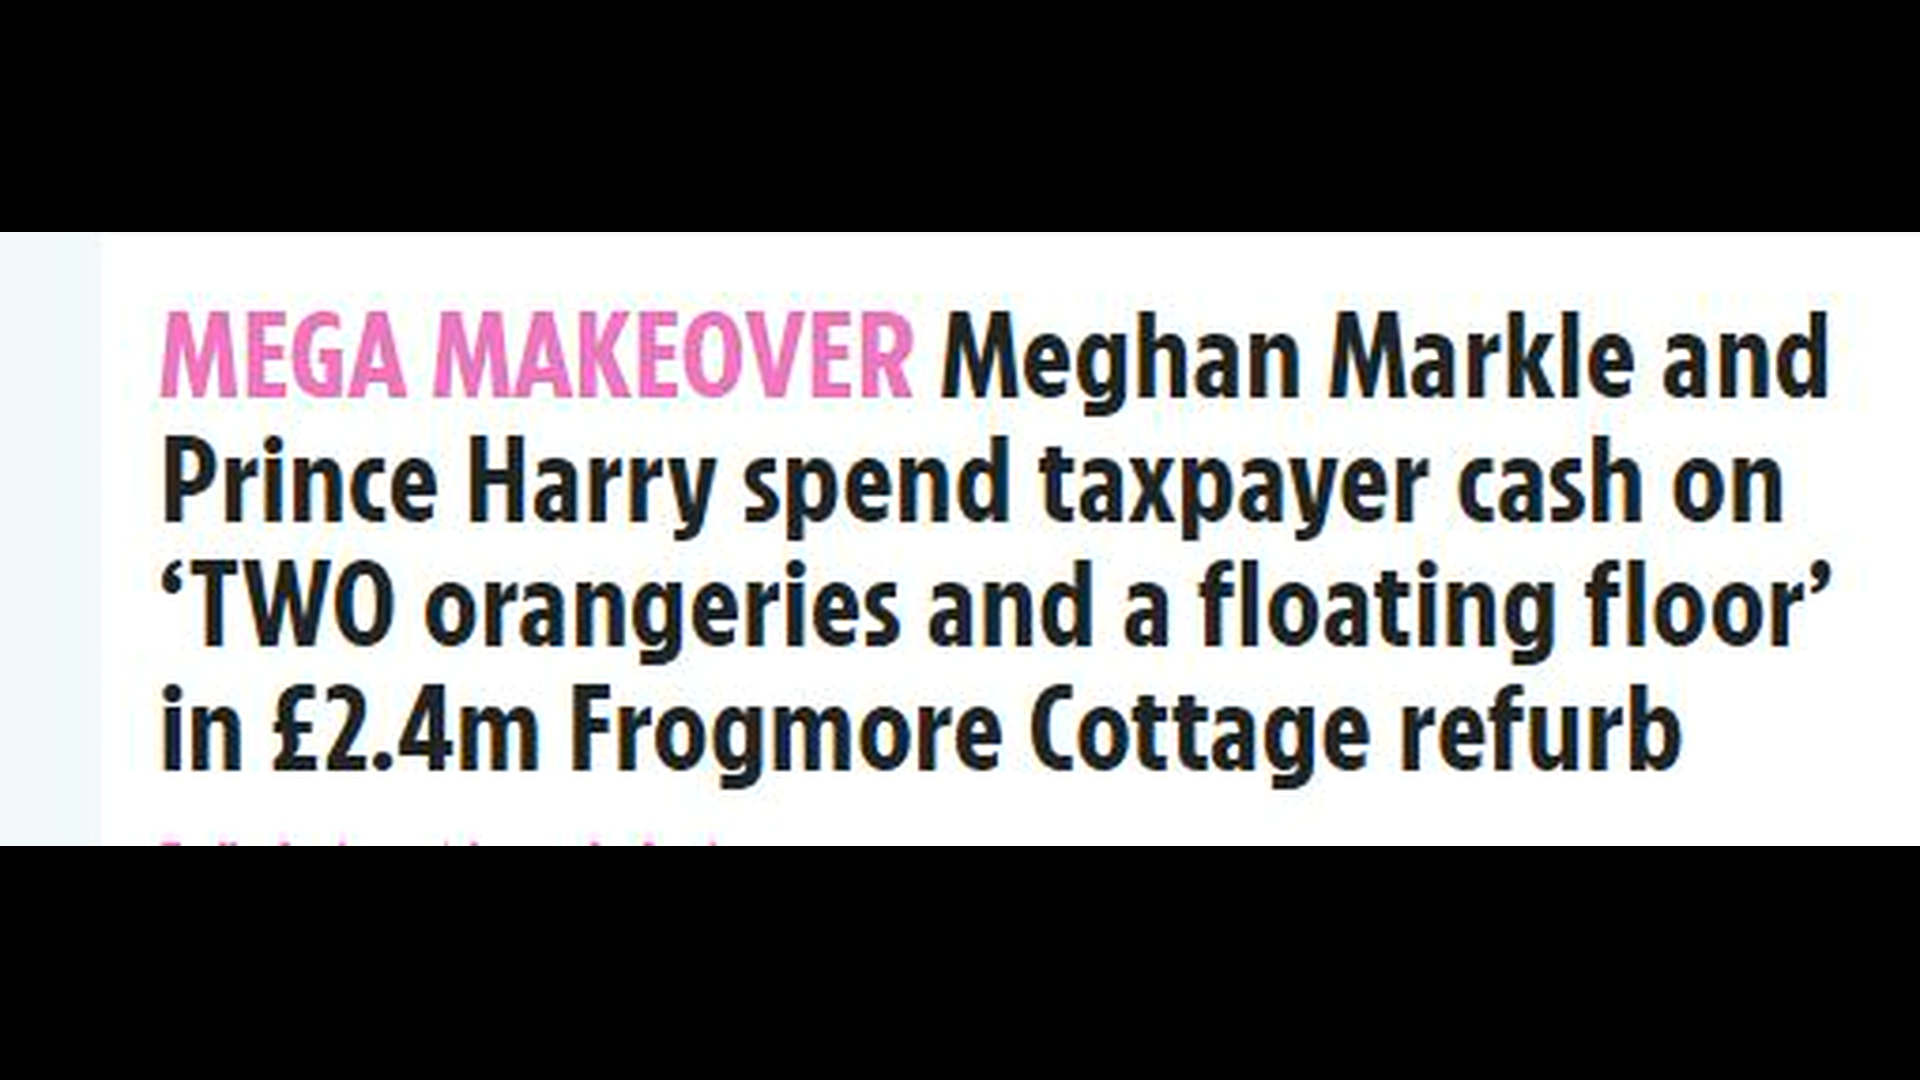 MEGA MAKEOVER Meghan Markle and
Prince Harry spend taxpayer cash on
‘TWO orangeries and a floating floor’
in £2.4m Frogmore Cottage refurb